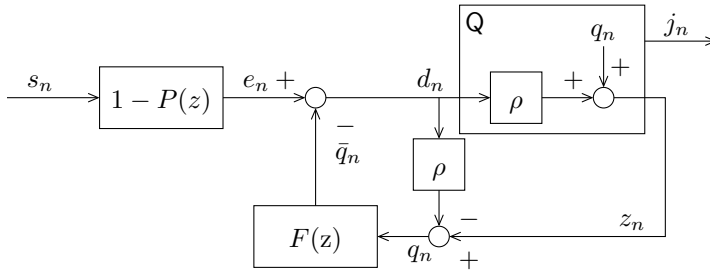 Q
q_n
j_n
s_n
1 − P(z)
e_n
+
d_n
ρ
+
+
−
q̄_n
ρ
F(z)
q_n
−
+
z_n